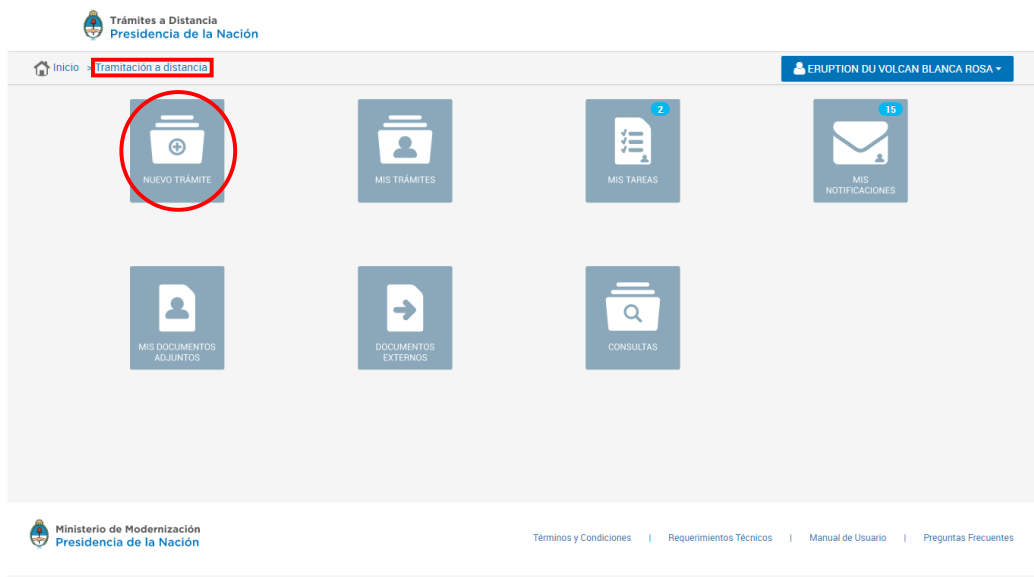 Trámites a Distancia
Presidencia de la Nación
Inicio > Tramitación a distancia
ERUPTION DU VOLCAN BLANCA ROSA
NUEVO TRÁMITE
MIS TRÁMITES
2
MIS TAREAS
15
MIS
NOTIFICACIONES
MIS DOCUMENTOS
ADJUNTOS
DOCUMENTOS
EXTERNOS
CONSULTAS
Ministerio de Modernización
Presidencia de la Nación
Términos y Condiciones | Requerimientos Técnicos | Manual de Usuario | Preguntas Frecuentes